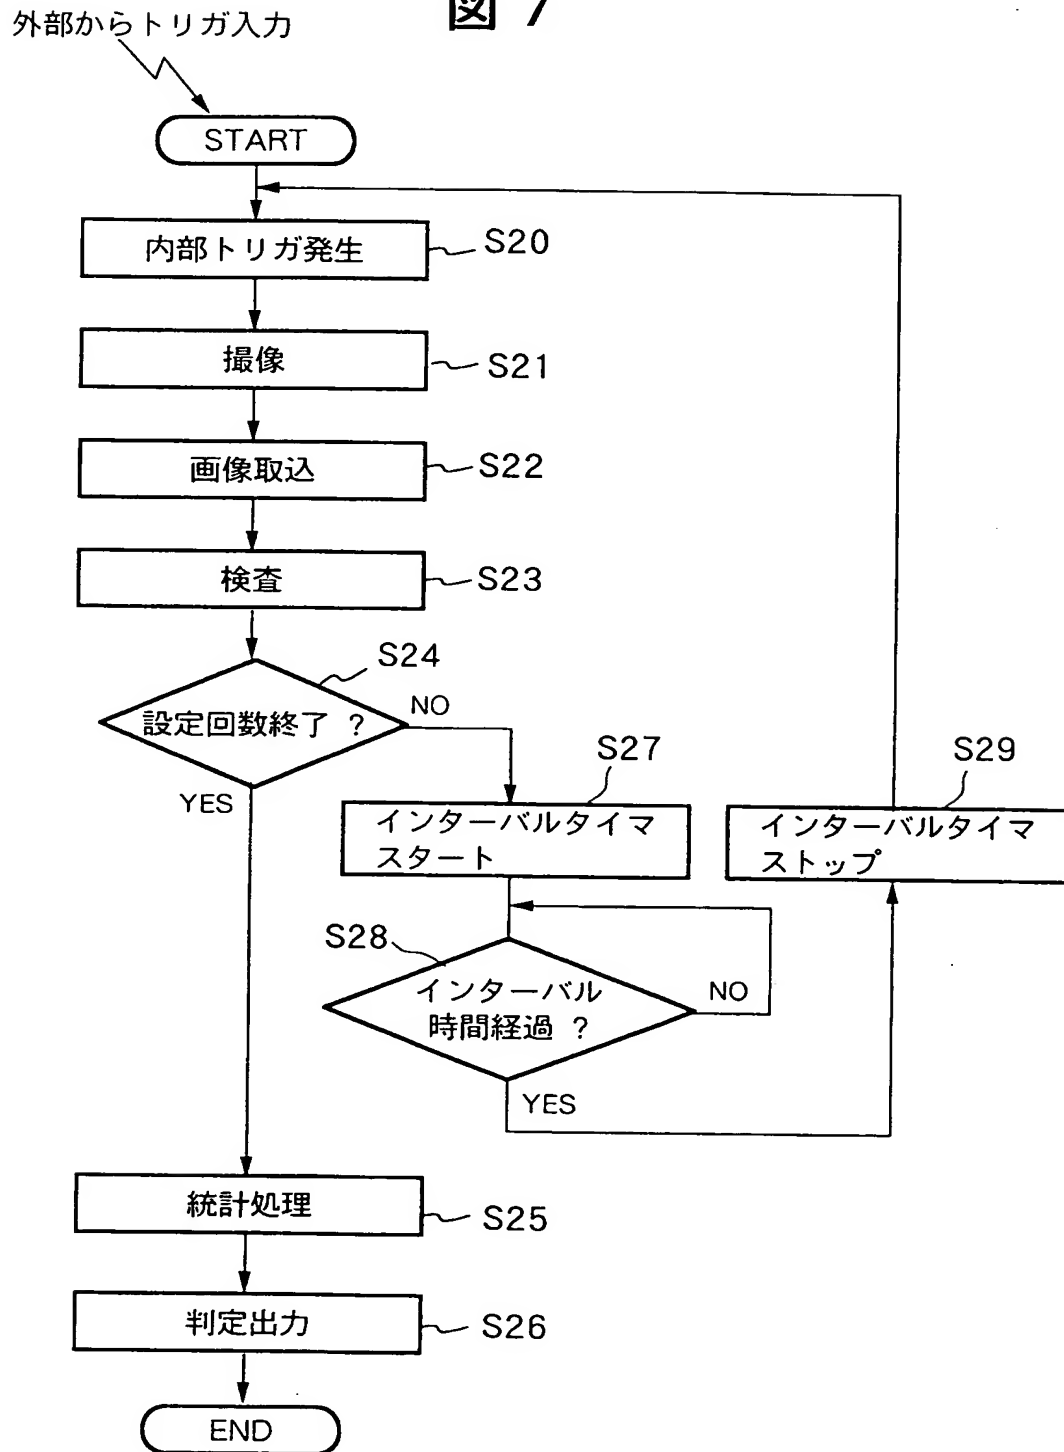 図 7
外部からトリガ入力
START
内部トリガ発生
S20
撮像
S21
画像取込
S22
検査
S23
S24
設定回数終了 ?
NO
YES
S27
インターバルタイマ
スタート
S29
インターバルタイマ
ストップ
S28
インターバル
時間経過 ?
NO
YES
統計処理
S25
判定出力
S26
END